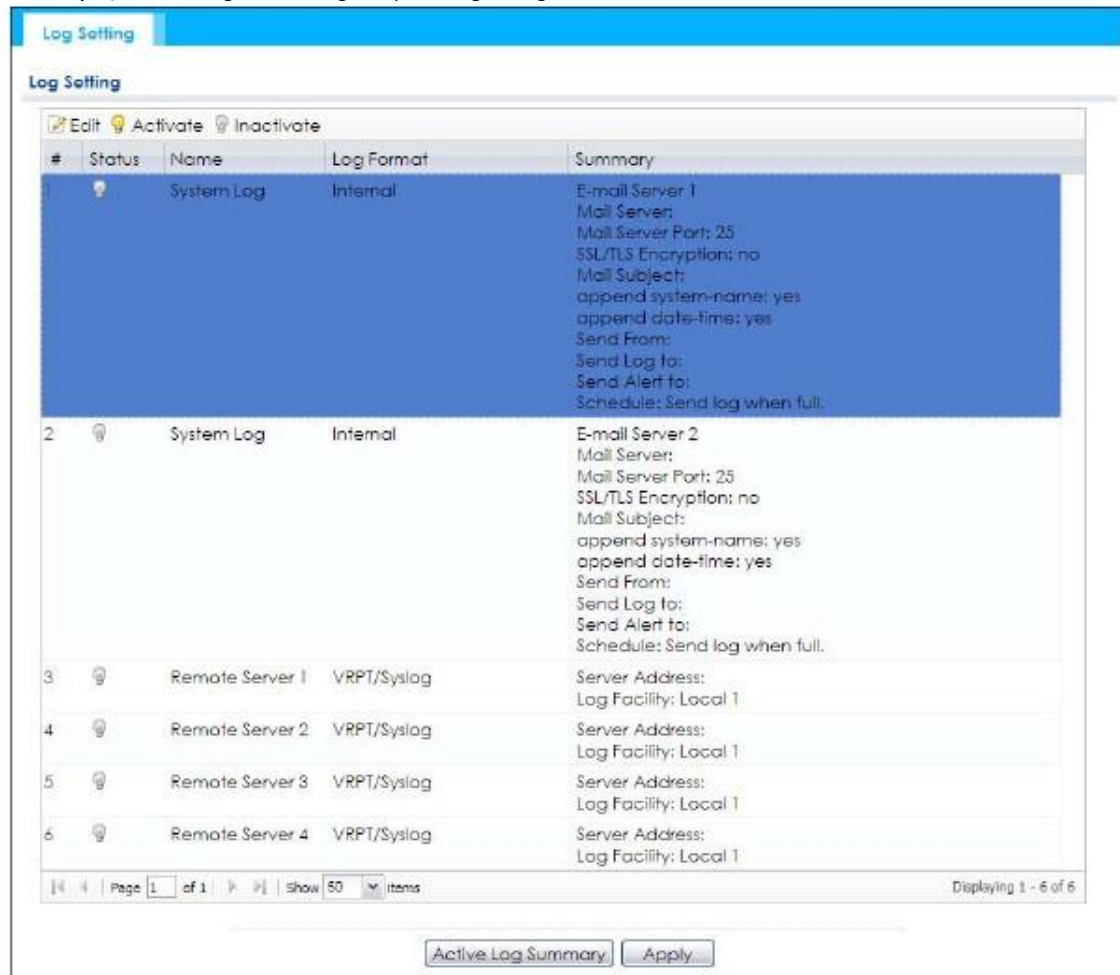 Log Setting
Log Setting
Edit Activate Inactivate
# Status Name Log Format Summary
1 System Log Internal E-mail Server 1
Mail Server:
Mail Server Port: 25
SSL/TLS Encryption: no
Mail Subject:
append system-name: yes
append date-time: yes
Send From:
Send Log to:
Send Alert to:
Schedule: Send log when full.
2 System Log Internal E-mail Server 2
Mail Server:
Mail Server Port: 25
SSL/TLS Encryption: no
Mail Subject:
append system-name: yes
append date-time: yes
Send From:
Send Log to:
Send Alert to:
Schedule: Send log when full.
3 Remote Server 1 VRPT/Syslog Server Address:
Log Facility: Local 1
4 Remote Server 2 VRPT/Syslog Server Address:
Log Facility: Local 1
5 Remote Server 3 VRPT/Syslog Server Address:
Log Facility: Local 1
6 Remote Server 4 VRPT/Syslog Server Address:
Log Facility: Local 1
Page 1 of 1 Show 50 items Displaying 1 - 6 of 6
Active Log Summary Apply